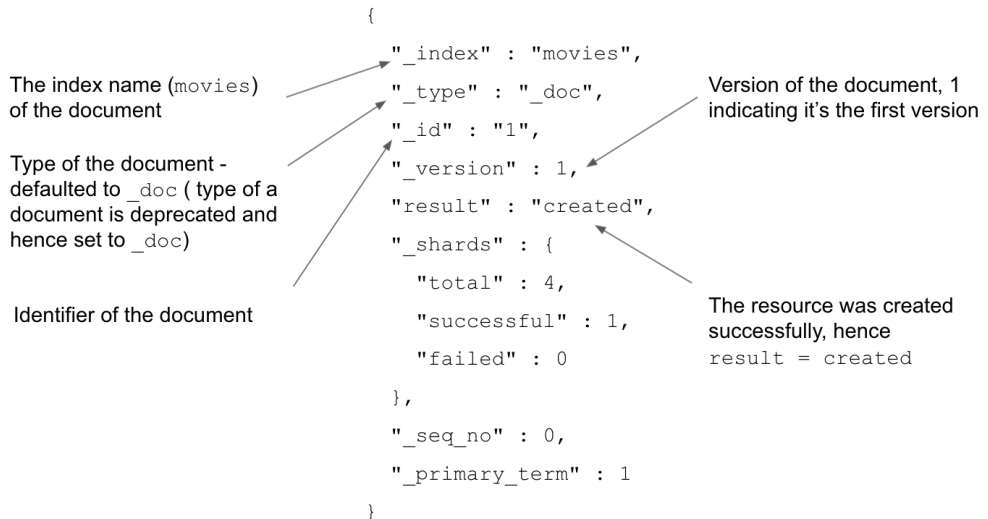 {
"_index" : "movies",
"_type" : "_doc",
"_id" : "1",
"_version" : 1,
"result" : "created",
"_shards" : {
"total" : 4,
"successful" : 1,
"failed" : 0
},
"_seq_no" : 0,
"_primary_term" : 1
}
The index name (movies)
of the document
Type of the document -
defaulted to _doc ( type of a
document is deprecated and
hence set to _doc)
Identifier of the document
Version of the document, 1
indicating it’s the first version
The resource was created
successfully, hence
result = created